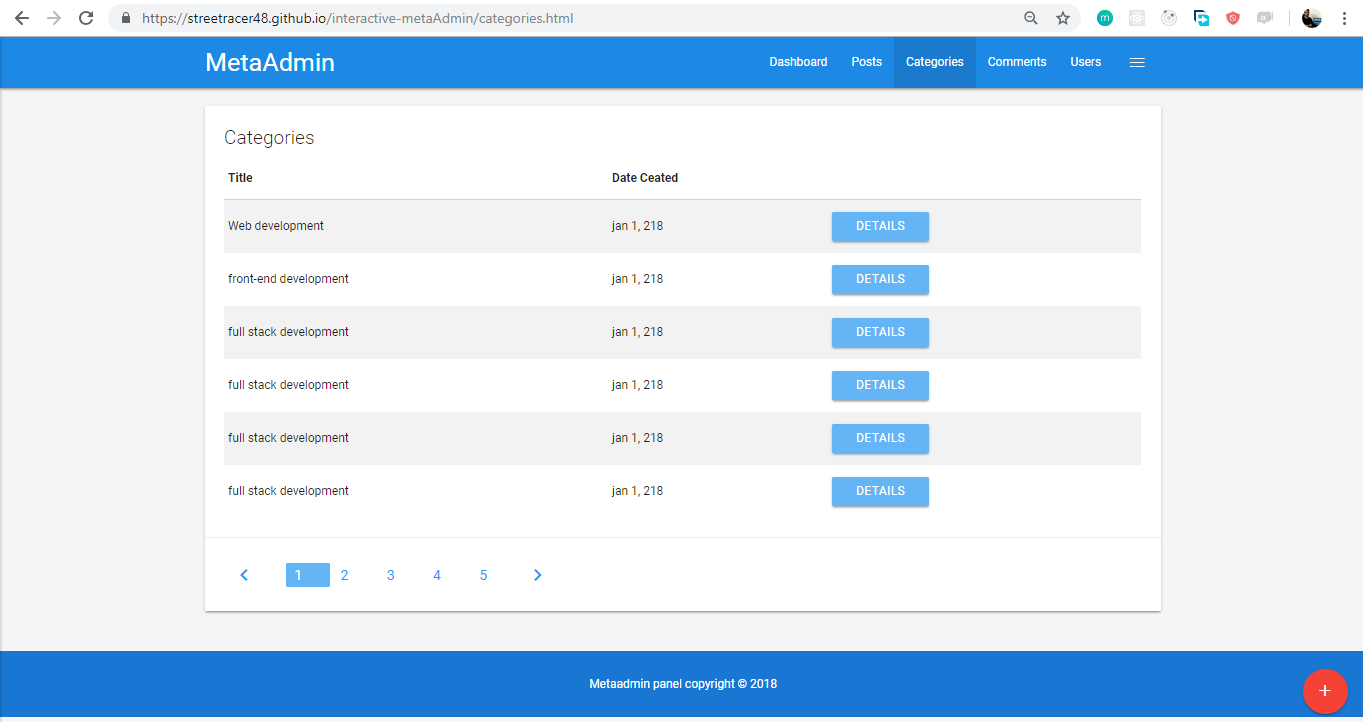 https://streetracer48.github.io/interactive-metaAdmin/categories.html
MetaAdmin Dashboard Posts Categories Comments Users
Categories
Title Date Ceated
Web development jan 1, 218 DETAILS
front-end development jan 1, 218 DETAILS
full stack development jan 1, 218 DETAILS
full stack development jan 1, 218 DETAILS
full stack development jan 1, 218 DETAILS
full stack development jan 1, 218 DETAILS
1 2 3 4 5
Metaadmin panel copyright © 2018
+